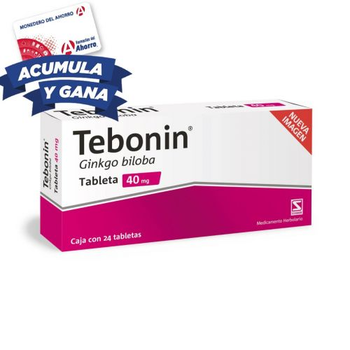 MONEDERO DEL AHORRO
Farmacias del
Ahorro
ACUMULA
Y GANA
Tebonin 40 mg
Tableta
Tebonin®
Ginkgo biloba
Tableta 40 mg
NUEVA
IMAGEN
Caja con 24 tabletas
Medicamento Herbolario